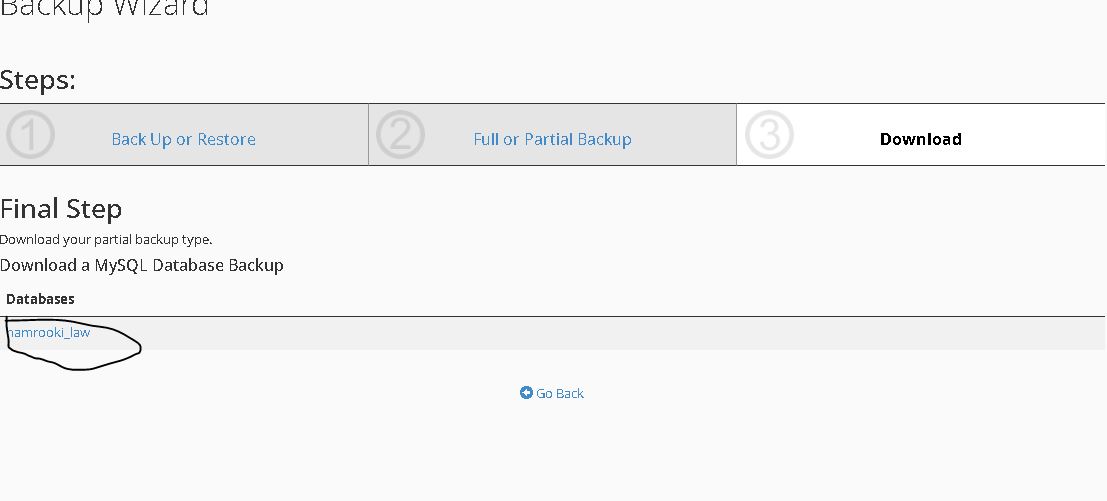 Backup Wizard
Steps:
1 Back Up or Restore 2 Full or Partial Backup 3 Download
Final Step
Download your partial backup type.
Download a MySQL Database Backup
Databases
hamrooki_law
Go Back